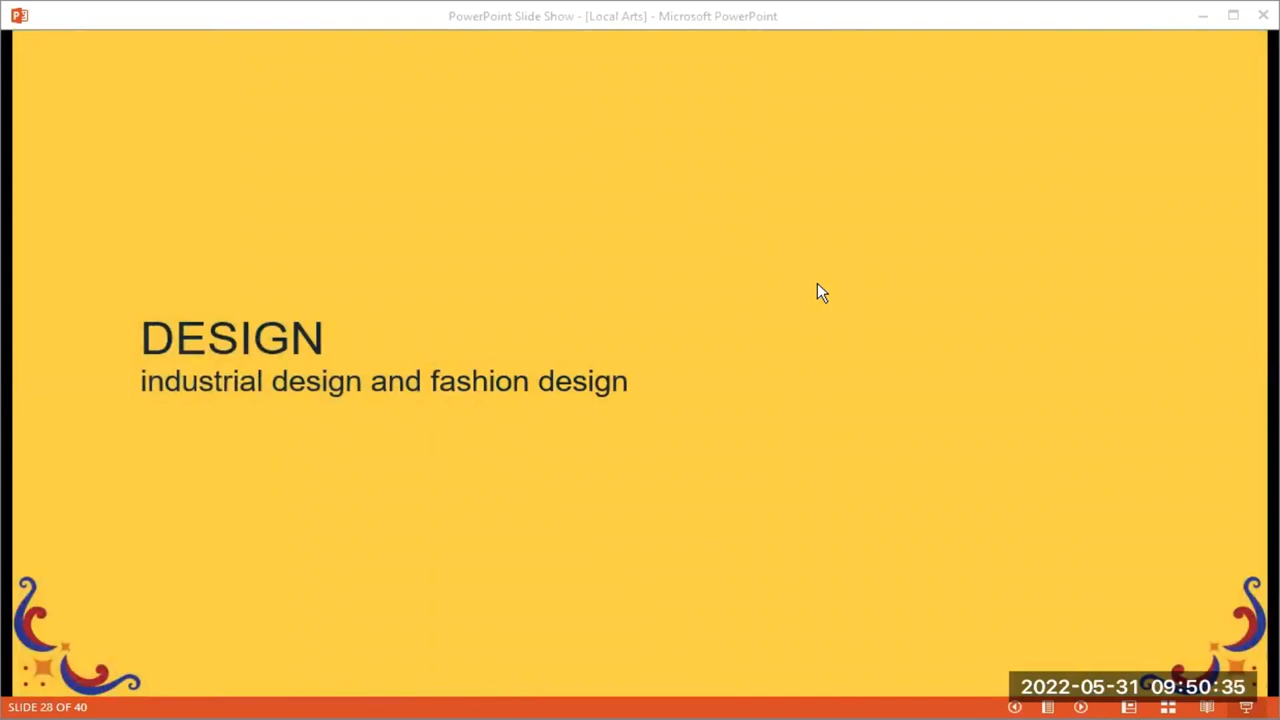 PowerPoint Slide Show - [Local Arts] - Microsoft PowerPoint
DESIGN
industrial design and fashion design
2022-05-31 09:50:35
SLIDE 28 OF 40